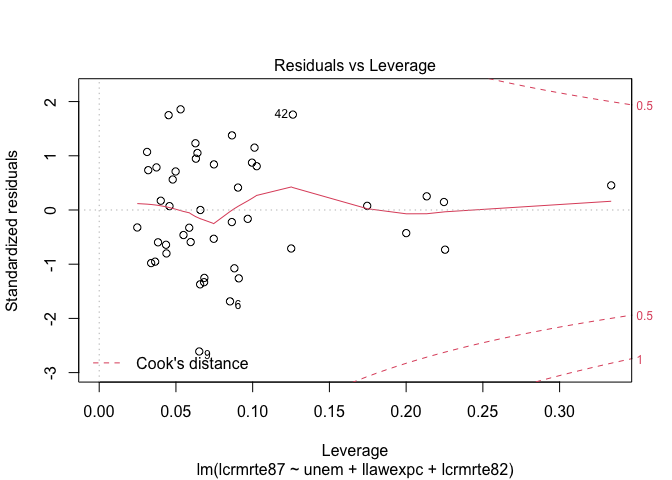 Residuals vs Leverage
Standardized residuals
2
1
0
-1
-2
-3
42
6
9
0.5
0.5
1
Cook's distance
0.00 0.05 0.10 0.15 0.20 0.25 0.30
Leverage
lm(lcrmrte87 ~ unem + llawexpc + lcrmrte82)